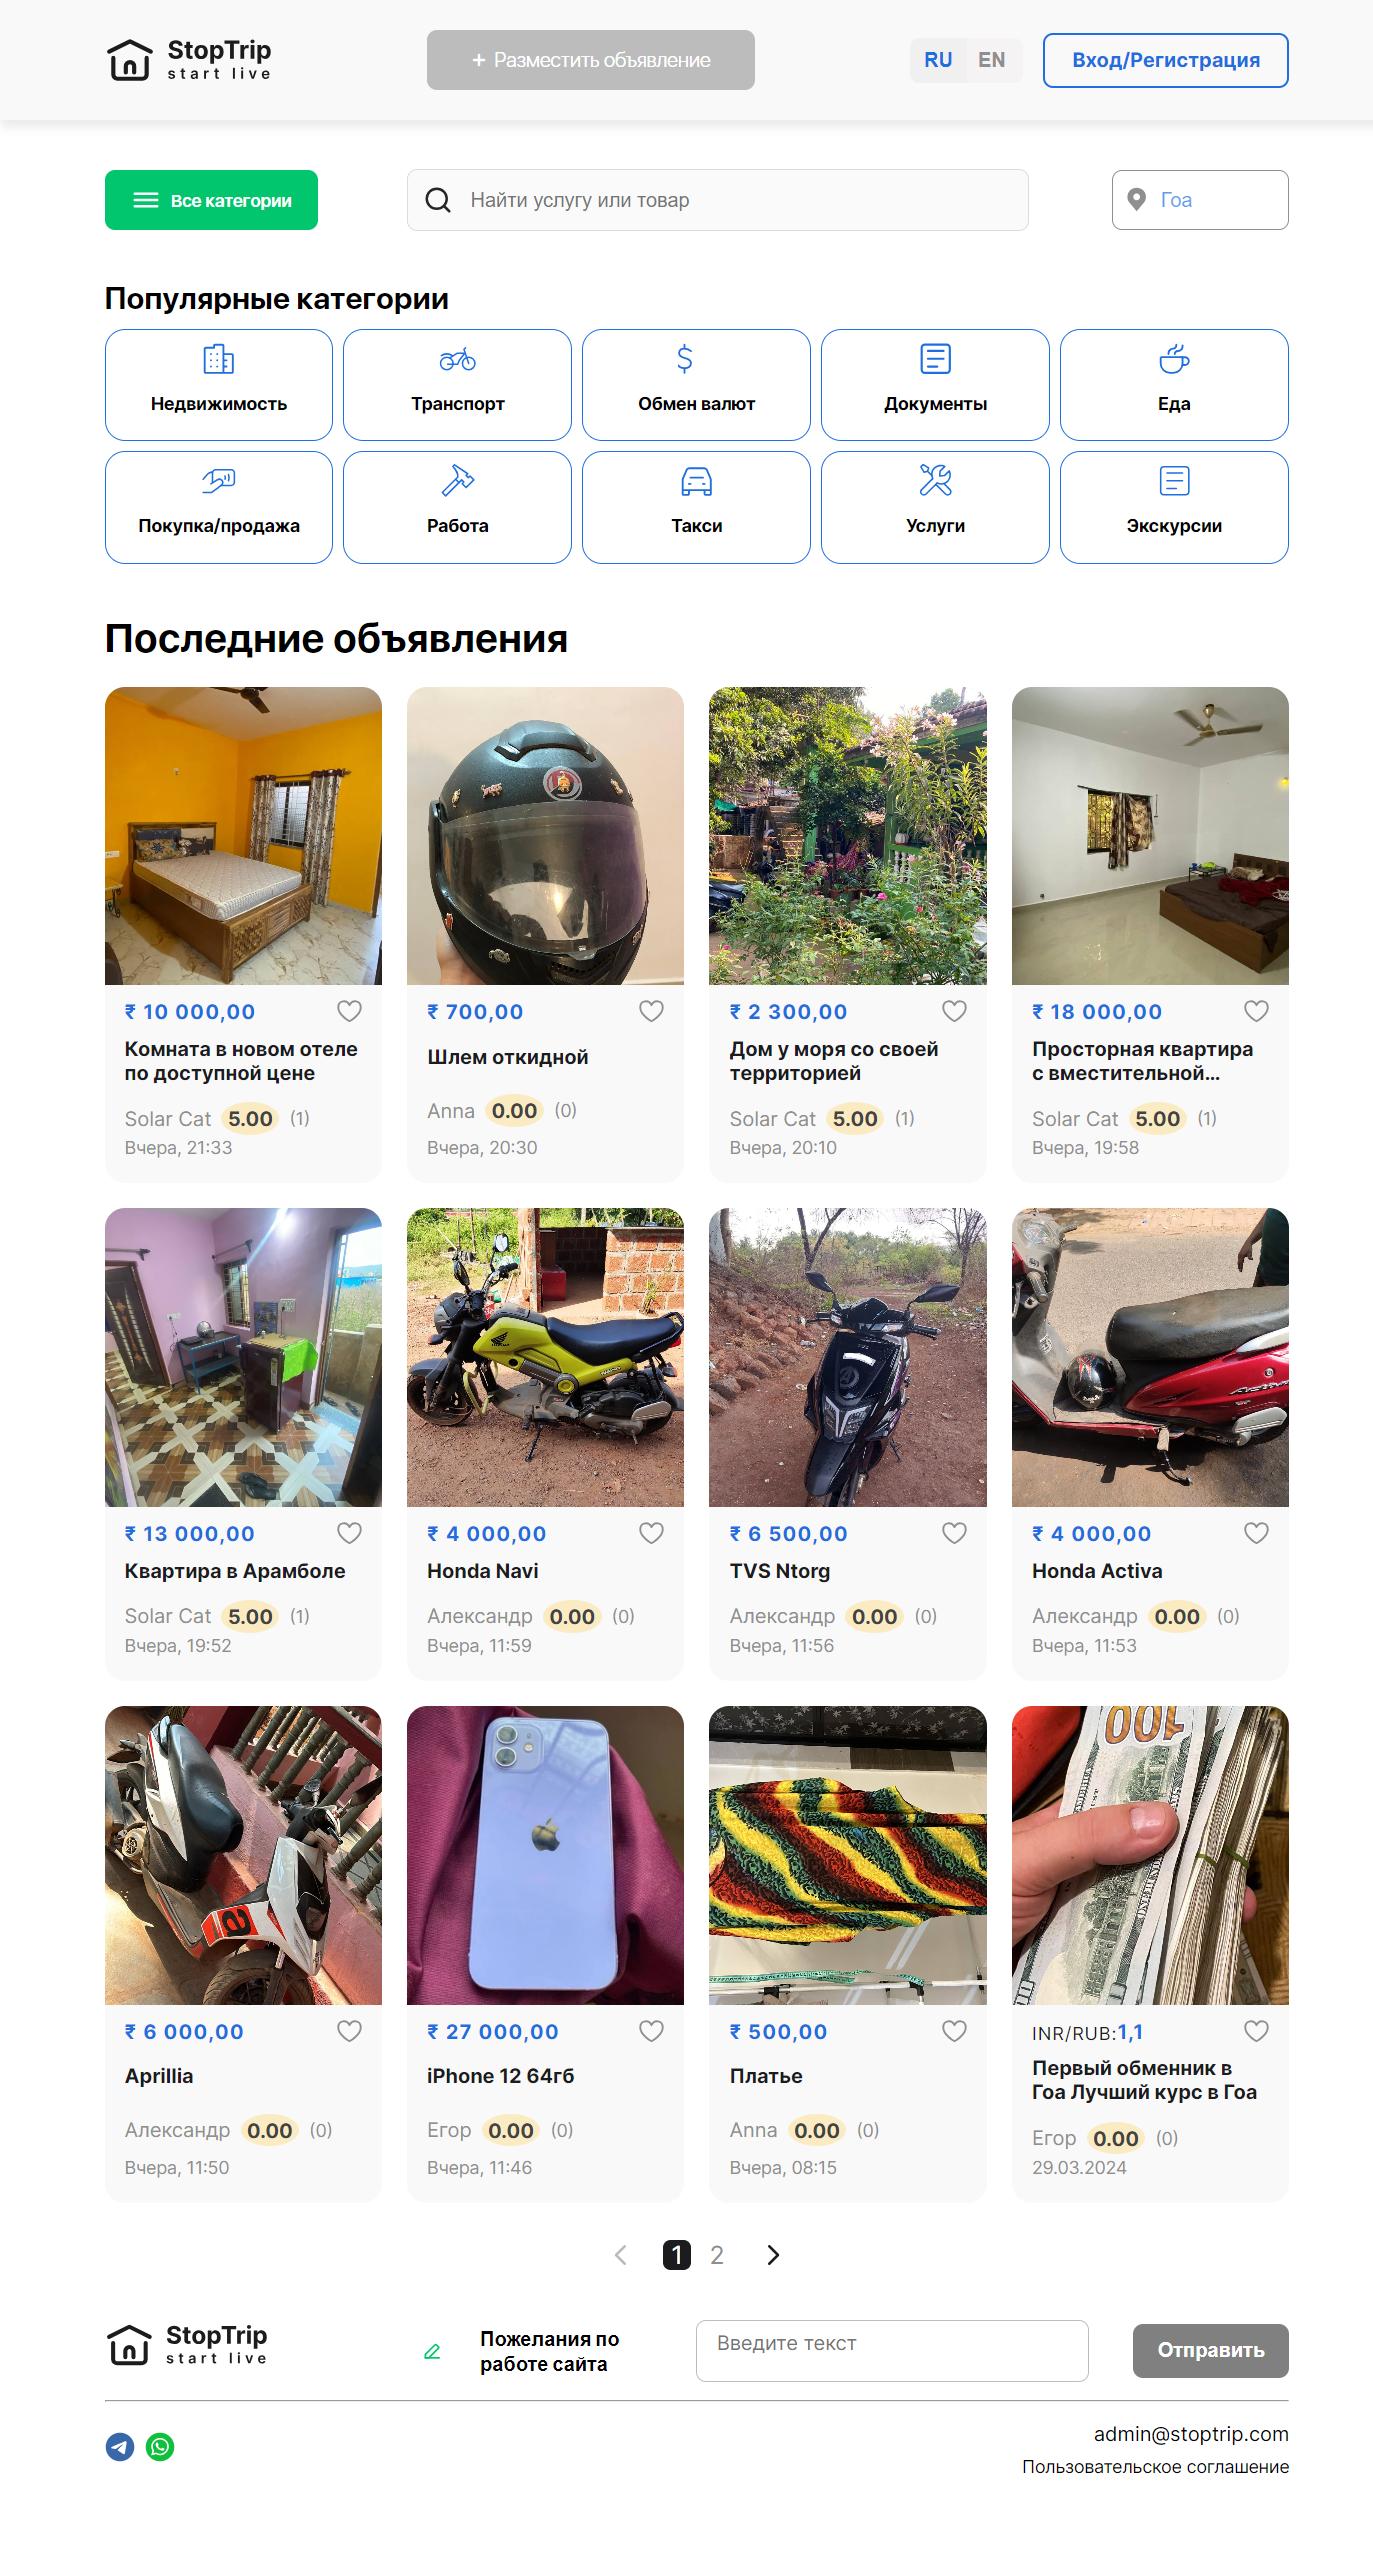 StopTrip
start live
+ Разместить объявление
RU EN
Вход/Регистрация
Все категории
Найти услугу или товар
Гоа
Популярные категории
Недвижимость
Транспорт
Обмен валют
Документы
Еда
Покупка/продажа
Работа
Такси
Услуги
Экскурсии
Последние объявления
₹ 10 000,00
Комната в новом отеле
по доступной цене
Solar Cat 5.00 (1)
Вчера, 21:33
₹ 700,00
Шлем откидной
Anna 0.00 (0)
Вчера, 20:30
₹ 2 300,00
Дом у моря со своей
территорией
Solar Cat 5.00 (1)
Вчера, 20:10
₹ 18 000,00
Просторная квартира
с вместительной...
Solar Cat 5.00 (1)
Вчера, 19:58
₹ 13 000,00
Квартира в Арамболе
Solar Cat 5.00 (1)
Вчера, 19:52
₹ 4 000,00
Honda Navi
Александр 0.00 (0)
Вчера, 11:59
₹ 6 500,00
TVS Ntorg
Александр 0.00 (0)
Вчера, 11:56
₹ 4 000,00
Honda Activa
Александр 0.00 (0)
Вчера, 11:53
₹ 6 000,00
Aprillia
Александр 0.00 (0)
Вчера, 11:50
₹ 27 000,00
iPhone 12 64гб
Егор 0.00 (0)
Вчера, 11:46
₹ 500,00
Платье
Anna 0.00 (0)
Вчера, 08:15
100
INR/RUB:1,1
Первый обменник в
Гоа Лучший курс в Гоа
Егор 0.00 (0)
29.03.2024
1 2
StopTrip
start live
Пожелания по
работе сайта
Введите текст
Отправить
admin@stoptrip.com
Пользовательское соглашение